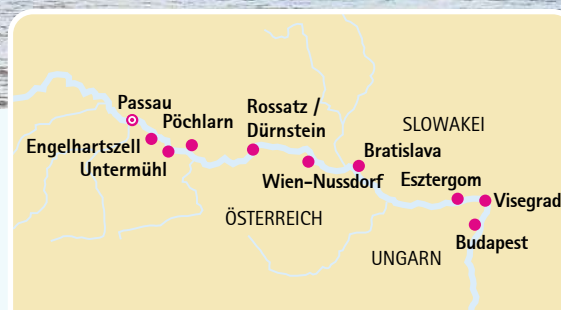 Passau
Pöchlarn
Engelhartszell
Untermühl
Rossatz /
Dürnstein
Wien–Nussdorf
SLOWAKEI
Bratislava
Esztergom
Visegrad
ÖSTERREICH
UNGARN
Budapest